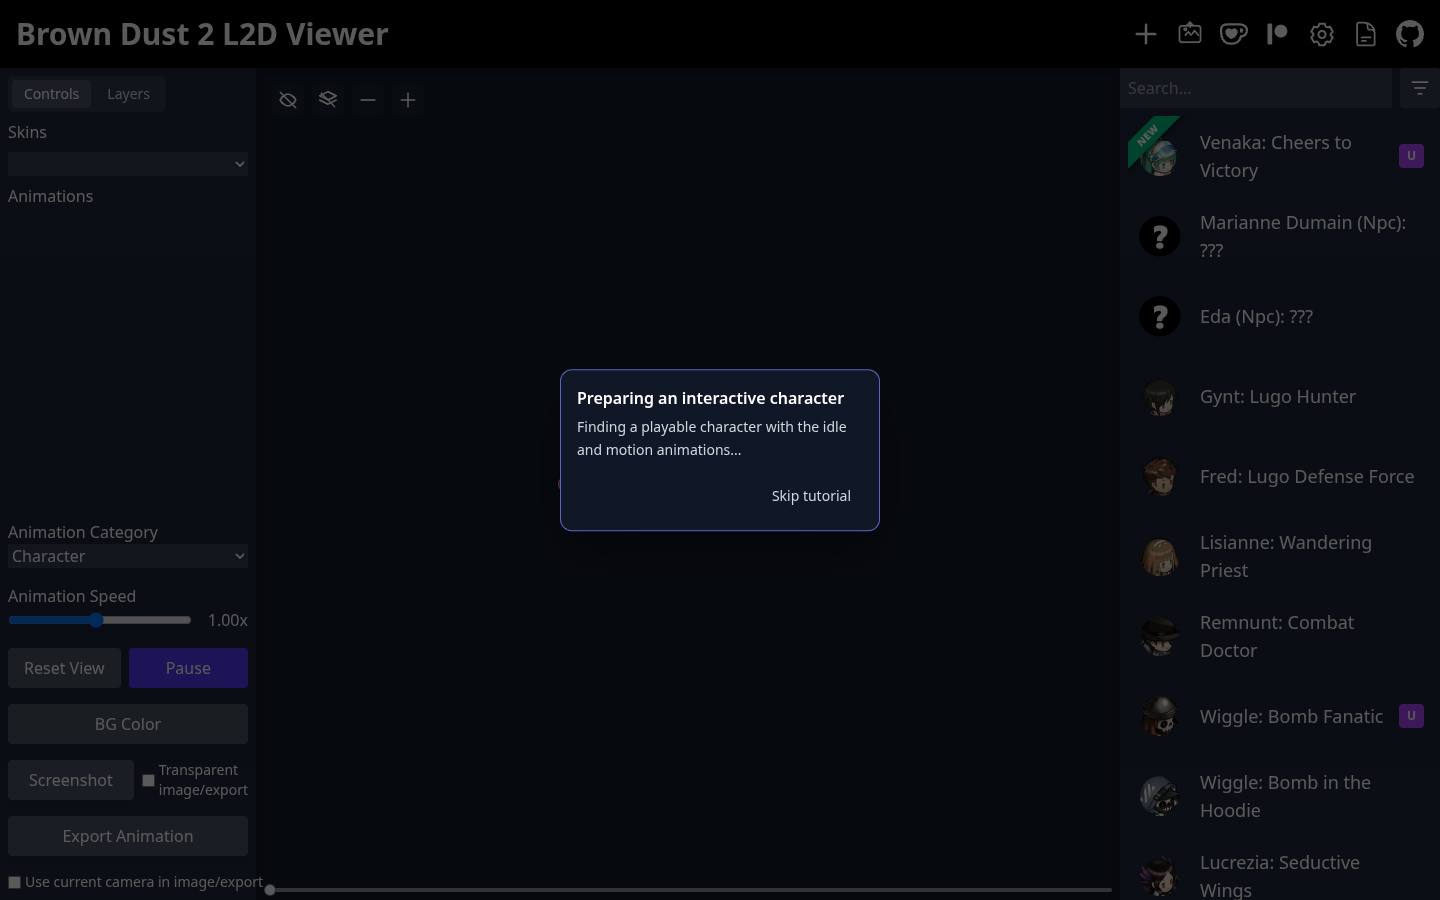 Brown Dust 2 L2D Viewer
Controls
Layers
Skins
Animations
Animation Category
Character
Animation Speed
1.00x
Reset View
Pause
BG Color
Screenshot
Transparent
image/export
Export Animation
Use current camera in image/export
Preparing an interactive character
Finding a playable character with the idle
and motion animations...
Skip tutorial
Search...
NEW
Venaka: Cheers to
Victory
U
Marianne Dumain (Npc):
???
Eda (Npc): ???
Gynt: Lugo Hunter
Fred: Lugo Defense Force
Lisianne: Wandering
Priest
Remnunt: Combat
Doctor
Wiggle: Bomb Fanatic
U
Wiggle: Bomb in the
Hoodie
Lucrezia: Seductive
Wings